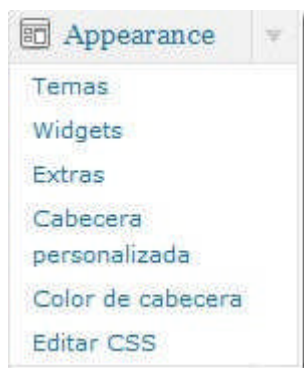 Appearance
Temas
Widgets
Extras
Cabecera
personalizada
Color de cabecera
Editar CSS